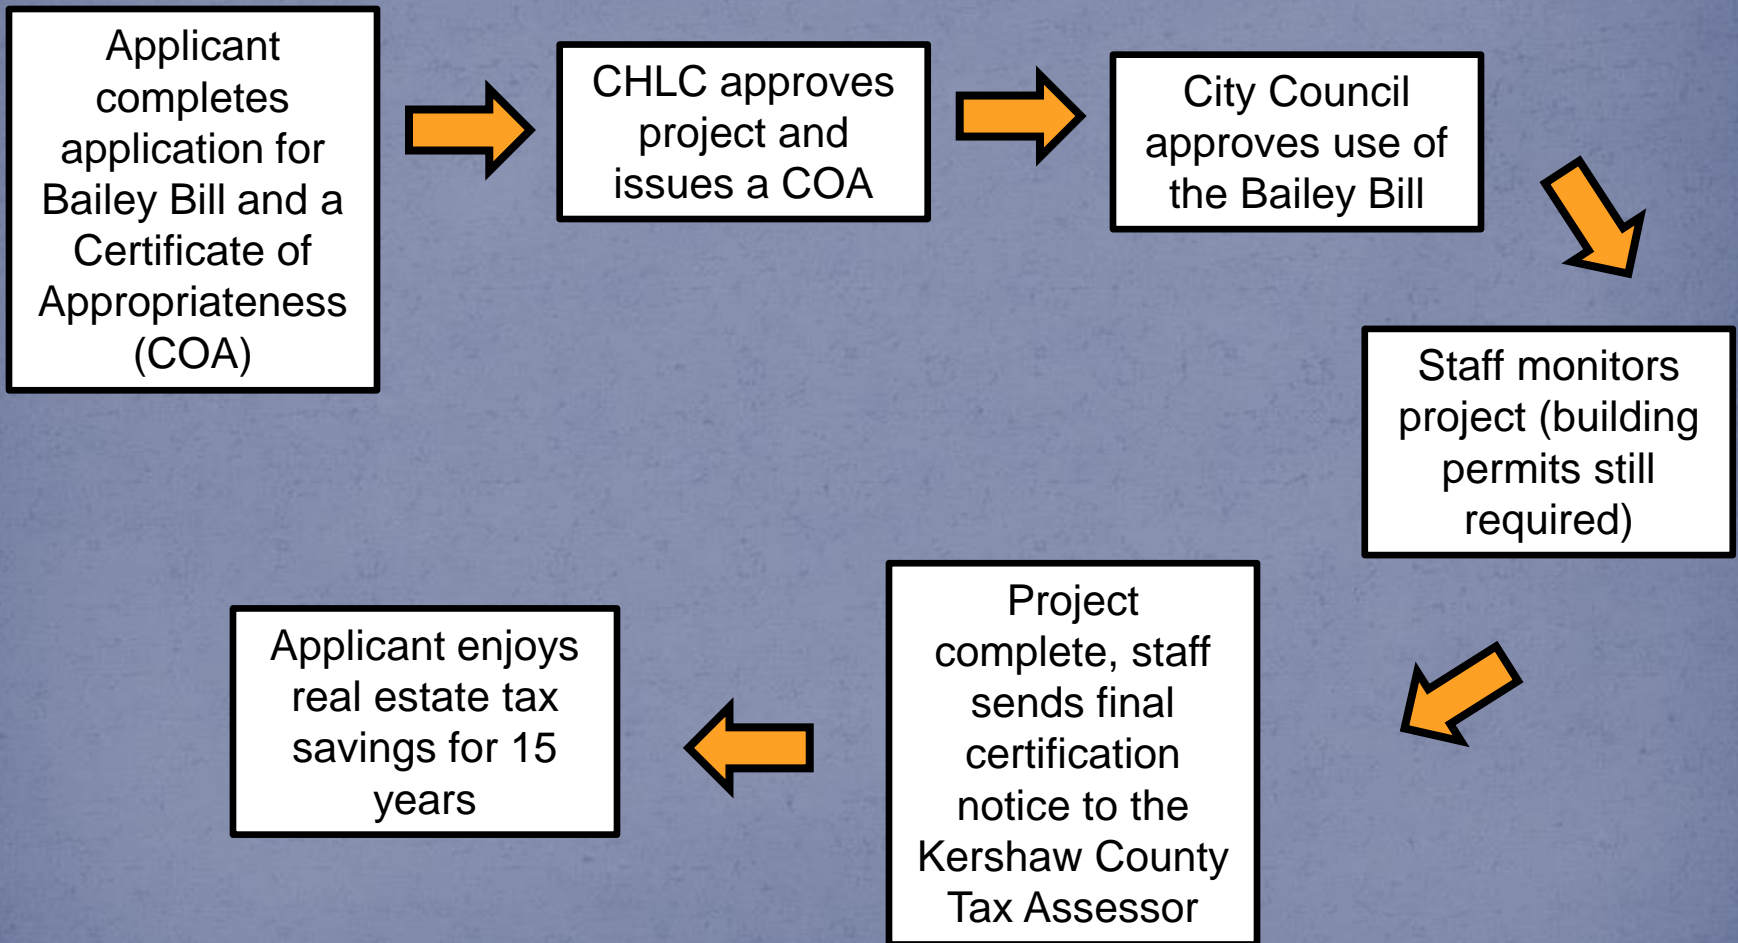 Applicant
completes
application for
Bailey Bill and a
Certificate of
Appropriateness
(COA)
CHLC approves
project and
issues a COA
City Council
approves use of
the Bailey Bill
Staff monitors
project (building
permits still
required)
Project
complete, staff
sends final
certification
notice to the
Kershaw County
Tax Assessor
Applicant enjoys
real estate tax
savings for 15
years